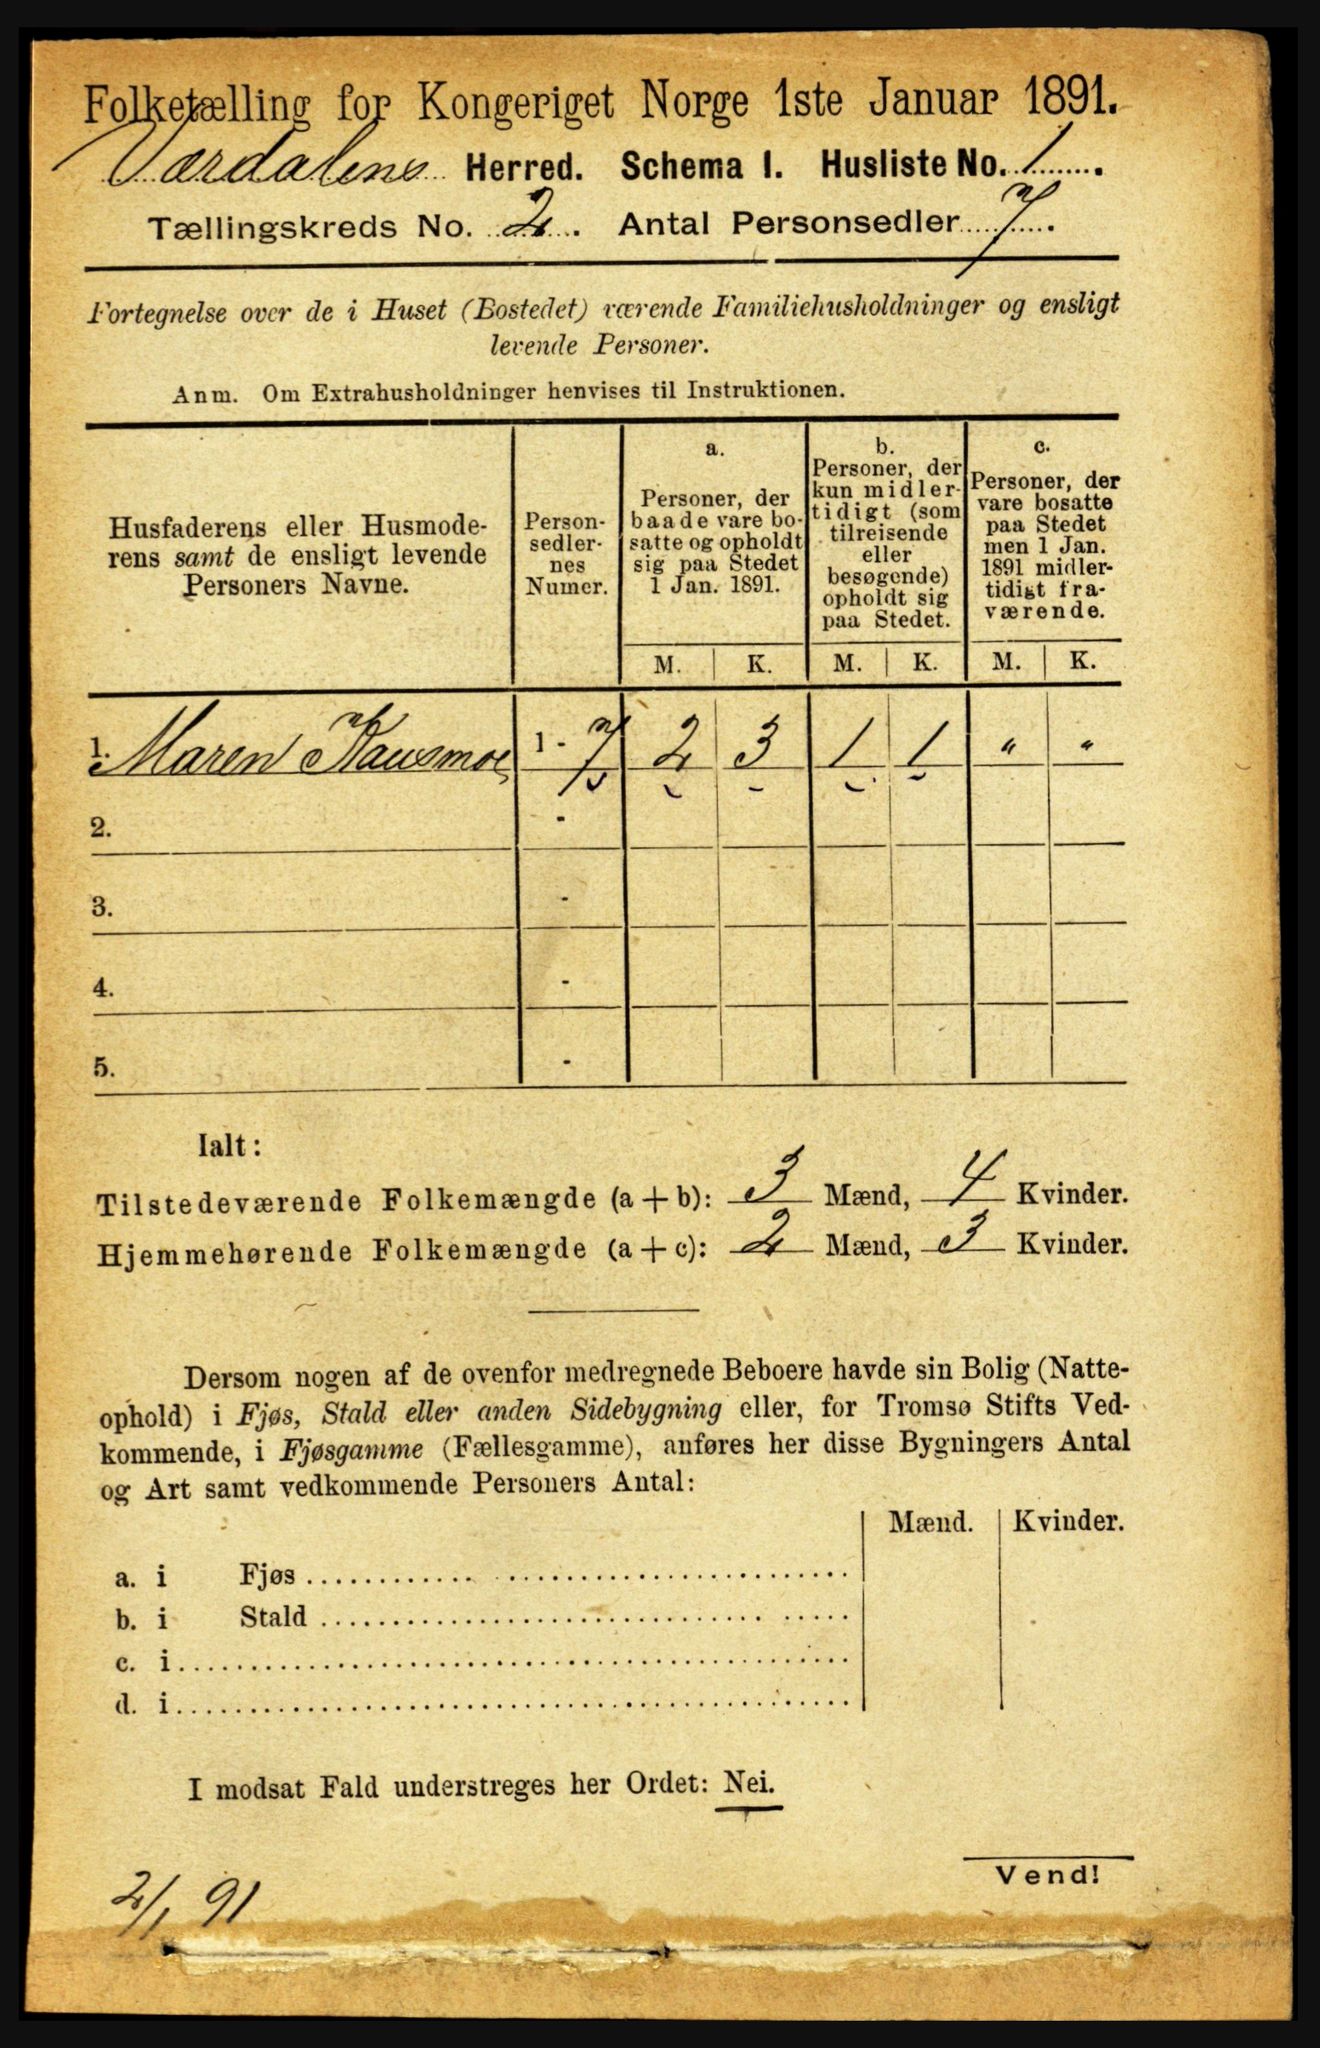 Folketælling for Kongeriget Norge 1ste Januar 1891.
Værdalens Herred. Schema I. Husliste No. 1.
Tællingskreds No. 2. Antal Personsedler 7.
Fortegnelse over de i Huset (Bostedet) værende Familiehusholdninger og ensligt
levende Personer.
Anm. Om Extrahusholdninger henvises til Instruktionen.
Husfaderens eller Husmode-
rens samt de ensligt levende
Personers Navne.
Person-
sedler-
nes
Numer.
a.
Personer, der
baade vare bo-
satte og opholdt
sig paa Stedet
1 Jan. 1891.
b.
Personer, der
kun midler-
tidigt (som
tilreisende
eller
besøgende)
opholdt sig
paa Stedet.
c.
Personer, der
vare bosatte
paa Stedet
men 1 Jan.
1891 midler-
tidigt fra-
værende.
M. K. M. K. M. K.
1. Maren Hausmoe 1 - 7 2 3 1 1 " "
2. -
3. -
4. -
5. -
Ialt:
Tilstedeværende Folkemængde (a + b): 3 Mænd, 4 Kvinder.
Hjemmehørende Folkemængde (a + c): 2 Mænd, 3 Kvinder.
Dersom nogen af de ovenfor medregnede Beboere havde sin Bolig (Natte-
ophold) i Fjøs, Stald eller anden Sidebygning eller, for Tromsø Stifts Ved-
kommende, i Fjøsgamme (Fællesgamme), anføres her disse Bygningers Antal
og Art samt vedkommende Personers Antal:
Mænd. Kvinder.
a. i Fjøs
b. i Stald
c. i
d. i
I modsat Fald understreges her Ordet: Nei.
Vend!
2/1 91